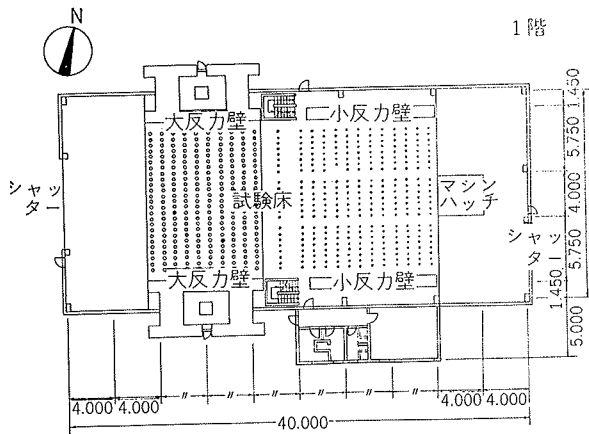 N
1階
大反力壁
小反力壁
シャッ
ター
試験床
マシン
ハッチ
シャッ
ター
大反力壁
小反力壁
1.450
5.750
4.000
5.750
1.450
5.000
4.000
4.000
〃
〃
〃
〃
〃
〃
4.000
4.000
40.000